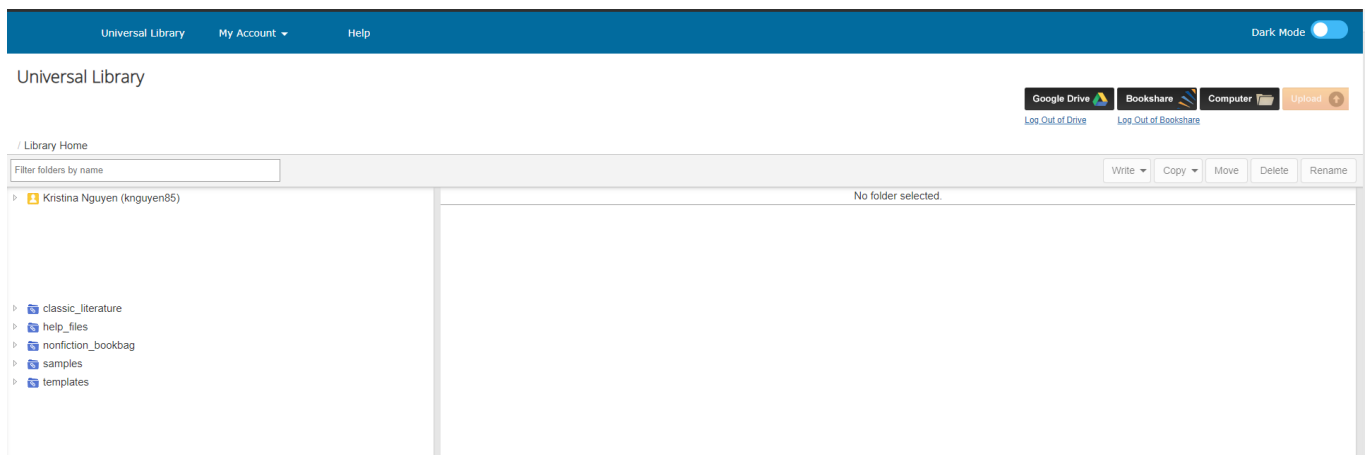 Universal Library My Account Help Dark Mode
Universal Library
Google Drive Bookshare Computer Upload
Log Out of Drive Log Out of Bookshare
/ Library Home
Filter folders by name Write Copy Move Delete Rename
Kristina Nguyen (knguyen85) No folder selected.
classic_literature
help_files
nonfiction_bookbag
samples
templates